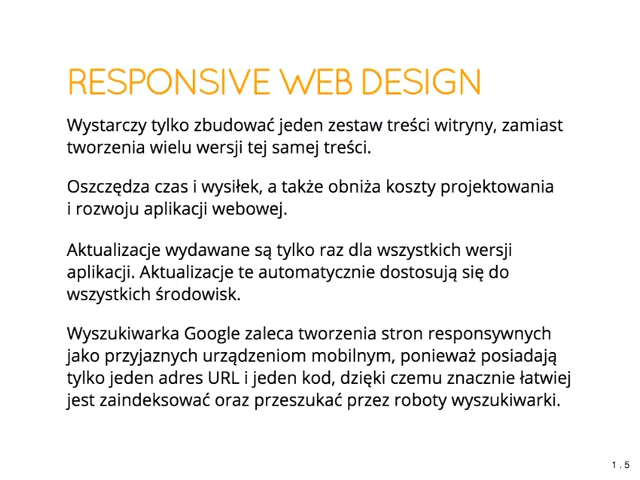 RESPONSIVE WEB DESIGN
Wystarczy tylko zbudować jeden zestaw treści witryny, zamiast
tworzenia wielu wersji tej samej treści.
Oszczędza czas i wysiłek, a także obniża koszty projektowania
i rozwoju aplikacji webowej.
Aktualizacje wydawane są tylko raz dla wszystkich wersji
aplikacji. Aktualizacje te automatycznie dostosują się do
wszystkich środowisk.
Wyszukiwarka Google zaleca tworzenia stron responsywnych
jako przyjaznych urządzeniom mobilnym, ponieważ posiadają
tylko jeden adres URL i jeden kod, dzięki czemu znacznie łatwiej
jest zaindeksować oraz przeszukać przez roboty wyszukiwarki.
1 . 5